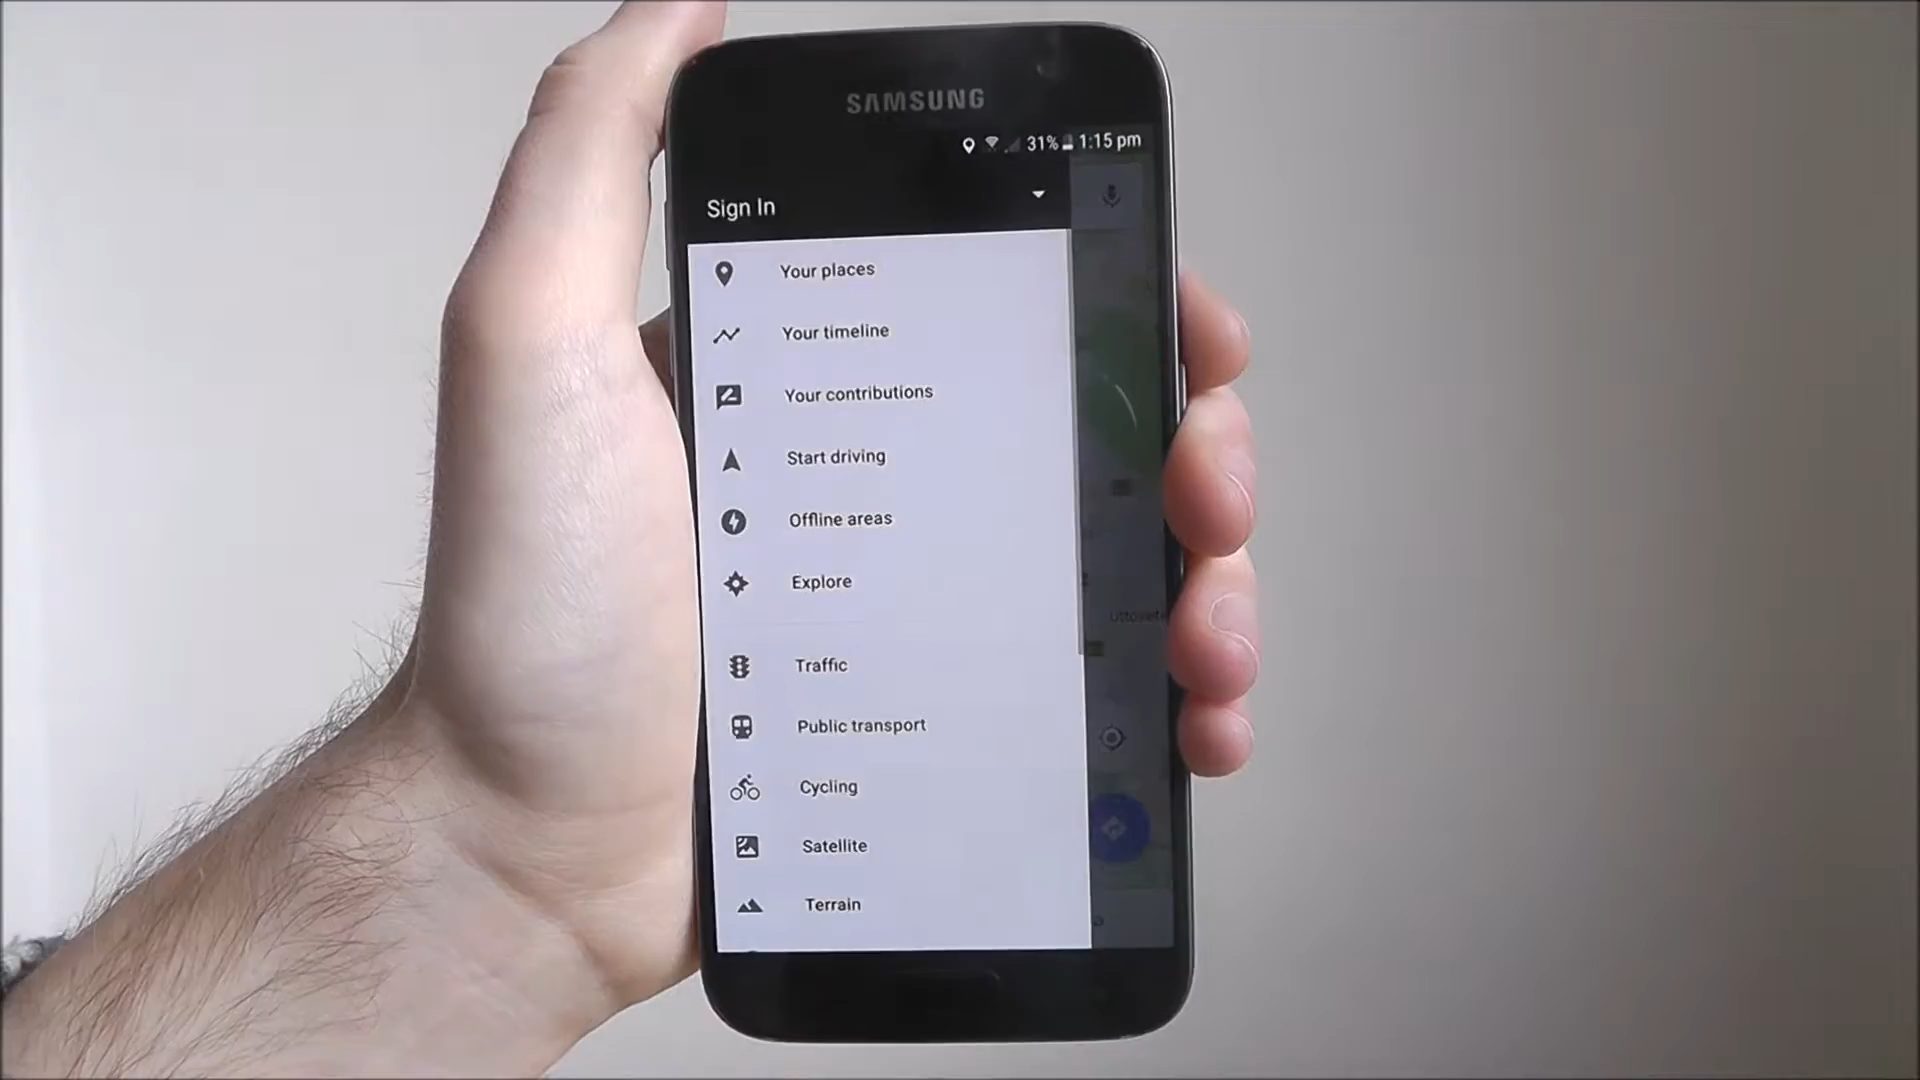 SAMSUNG
31% 1:15 pm
Sign In
Your places
Your timeline
Your contributions
Start driving
Offline areas
Explore
Traffic
Public transport
Cycling
Satellite
Terrain